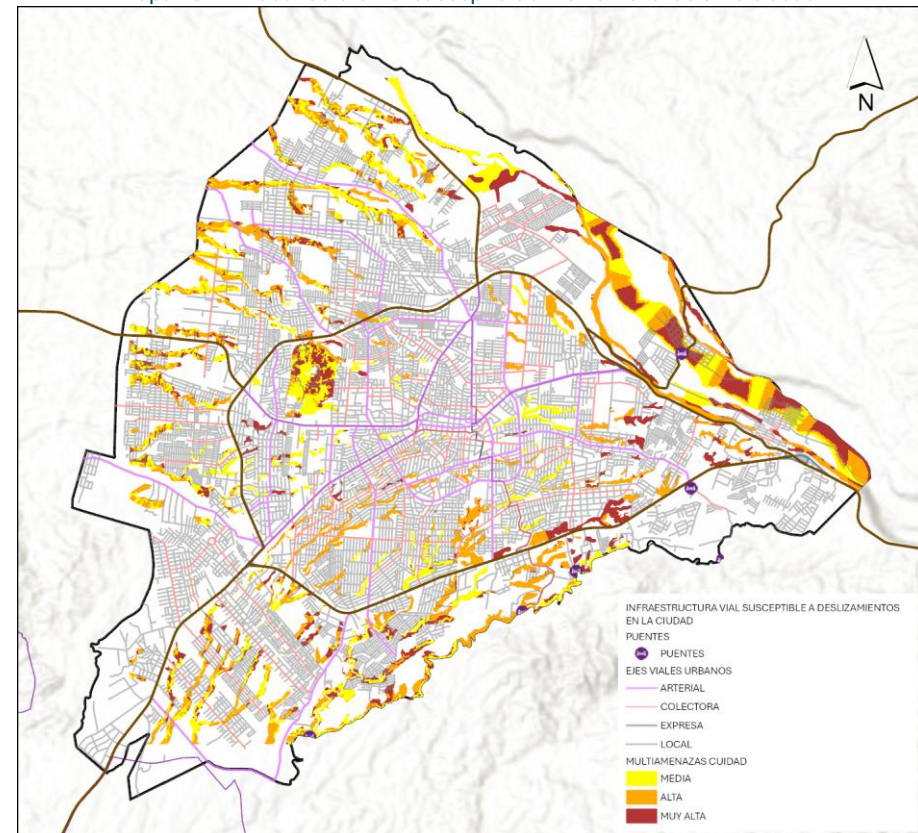 N
INFRAESTRUCTURA VIAL SUSCEPTIBLE A DESLIZAMIENTOS
EN LA CIUDAD
PUENTES
PUENTES
EJES VIALES URBANOS
ARTERIAL
COLECTORA
EXPRESA
LOCAL
MULTIAMENAZAS CUIDAD
MEDIA
ALTA
MUY ALTA